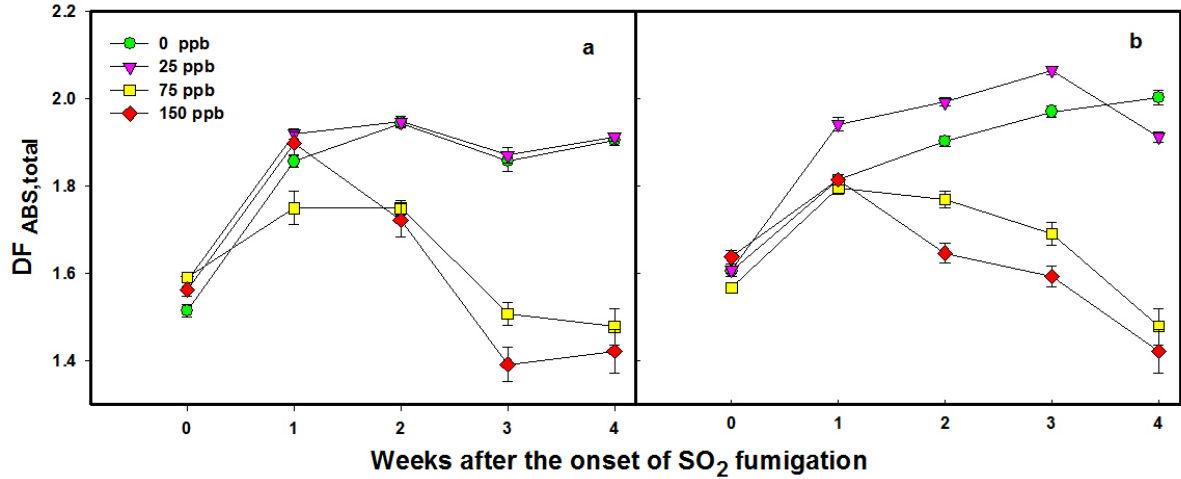 2.2
2.0
1.8
1.6
1.4
DF ABS,total
0 ppb
25 ppb
75 ppb
150 ppb
a
b
0 1 2 3 4 0 1 2 3 4
Weeks after the onset of SO₂ fumigation